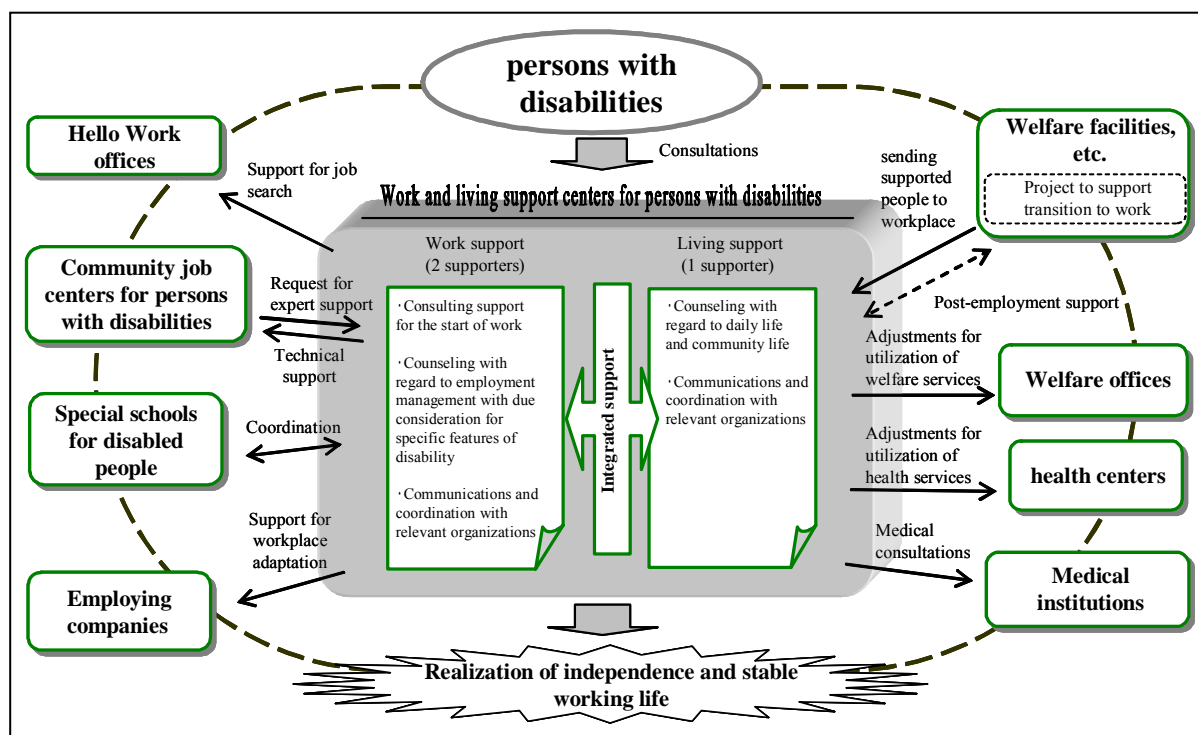 persons with
disabilities
Consultations
Hello Work
offices
Support for job
search
Community job
centers for persons
with disabilities
Request for
expert support
Technical
support
Special schools
for disabled
people
Coordination
Support for
workplace
adaptation
Employing
companies
Work and living support centers for persons with disabilities
Work support
(2 supporters)
・Consulting support
for the start of work
・Counseling with
regard to employment
management with due
consideration for
specific features of
disability
・Communications and
coordination with
relevant organizations
Integrated support
Living support
(1 supporter)
・Counseling with
regard to daily life
and community life
・Communications and
coordination with
relevant organizations
Welfare facilities,
etc.
Project to support
transition to work
sending
supported
people to
workplace
Post-employment support
Adjustments for
utilization of
welfare services
Welfare offices
Adjustments for
utilization of
health services
health centers
Medical
consultations
Medical
institutions
Realization of independence and stable
working life